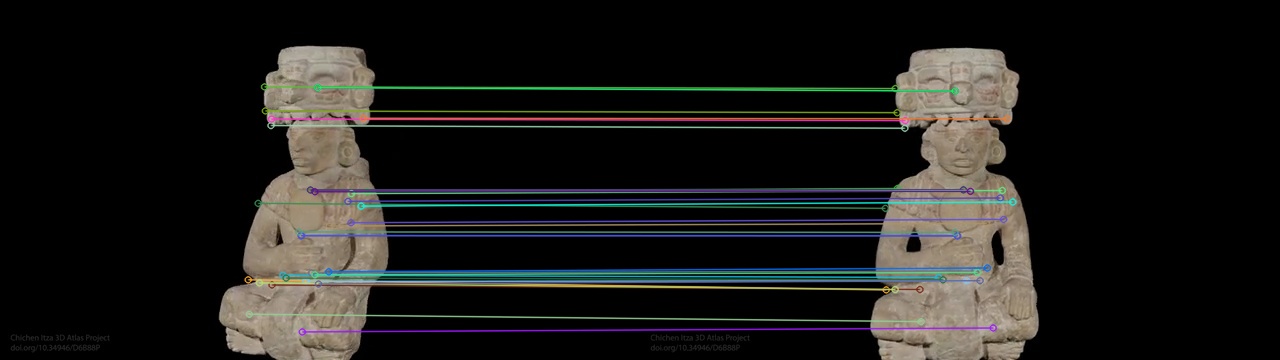 Chichen Itza 3D Atlas Project
doi.org/10.34946/D6B88P
Chichen Itza 3D Atlas Project
doi.org/10.34946/D6B88P